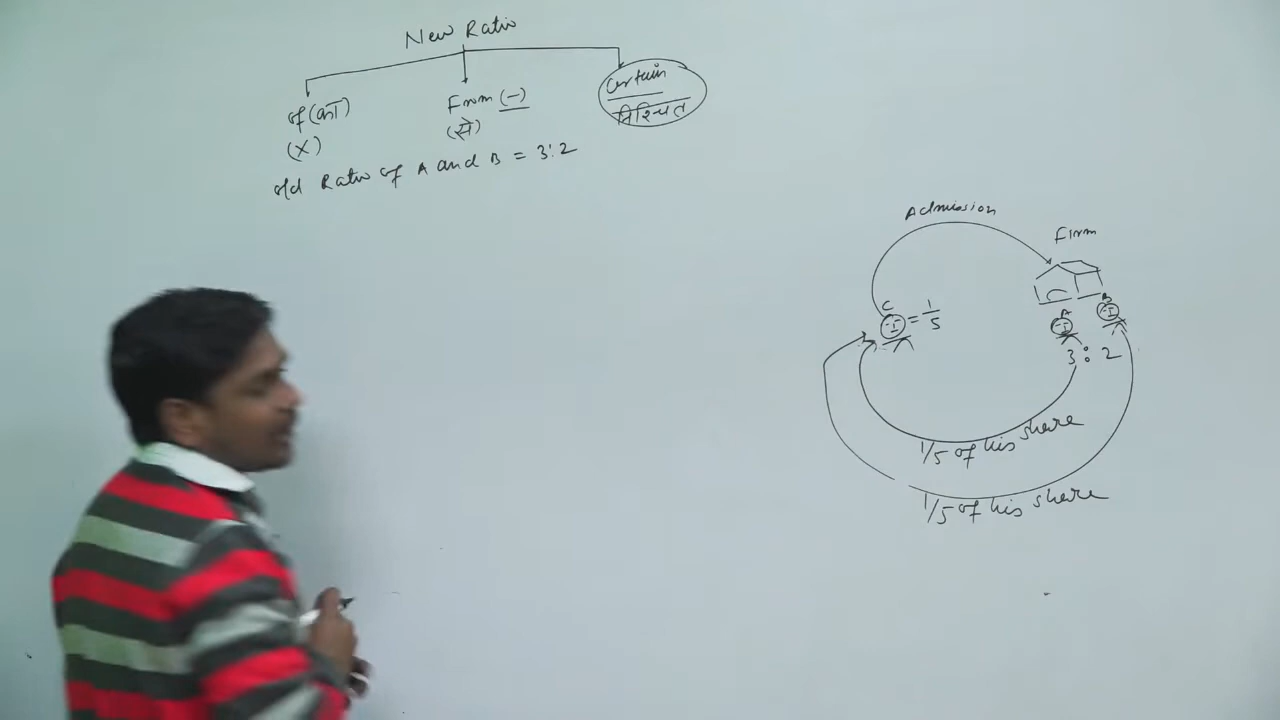 New Ratio
of (का)
(×)
From (-)
(से)
Certain
निश्चित
old Ratio of A and B = 3:2
Admission
Firm
C
= 1/5
A
B
3 : 2
1/5 of his share
1/5 of his share